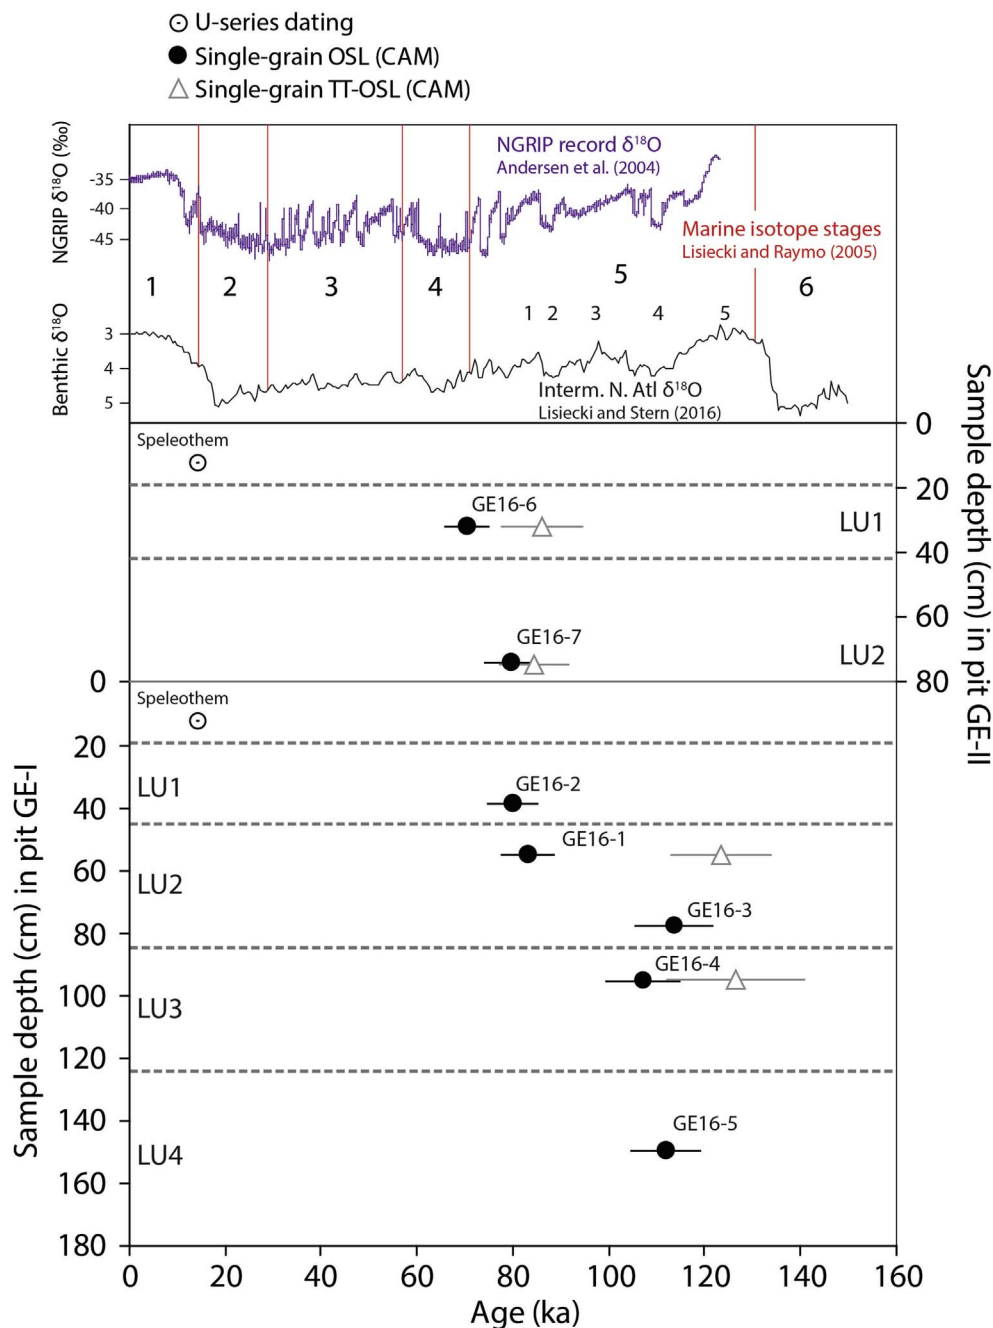 U-series dating
Single-grain OSL (CAM)
Single-grain TT-OSL (CAM)
NGRIP δ¹⁸O (‰)
-35
-40
-45
NGRIP record δ¹⁸O
Andersen et al. (2004)
Marine isotope stages
Lisiecki and Raymo (2005)
1 2 3 4 5 6
1 2 3 4 5
Benthic δ¹⁸O
3
4
5
Interm. N. Atl δ¹⁸O
Lisiecki and Stern (2016)
Sample depth (cm) in pit GE-II
0
20
40
60
80
Speleothem
GE16-6
LU1
GE16-7
LU2
Sample depth (cm) in pit GE-I
0
20
40
60
80
100
120
140
160
180
Speleothem
LU1
GE16-2
GE16-1
LU2
GE16-3
GE16-4
LU3
GE16-5
LU4
0 20 40 60 80 100 120 140 160
Age (ka)